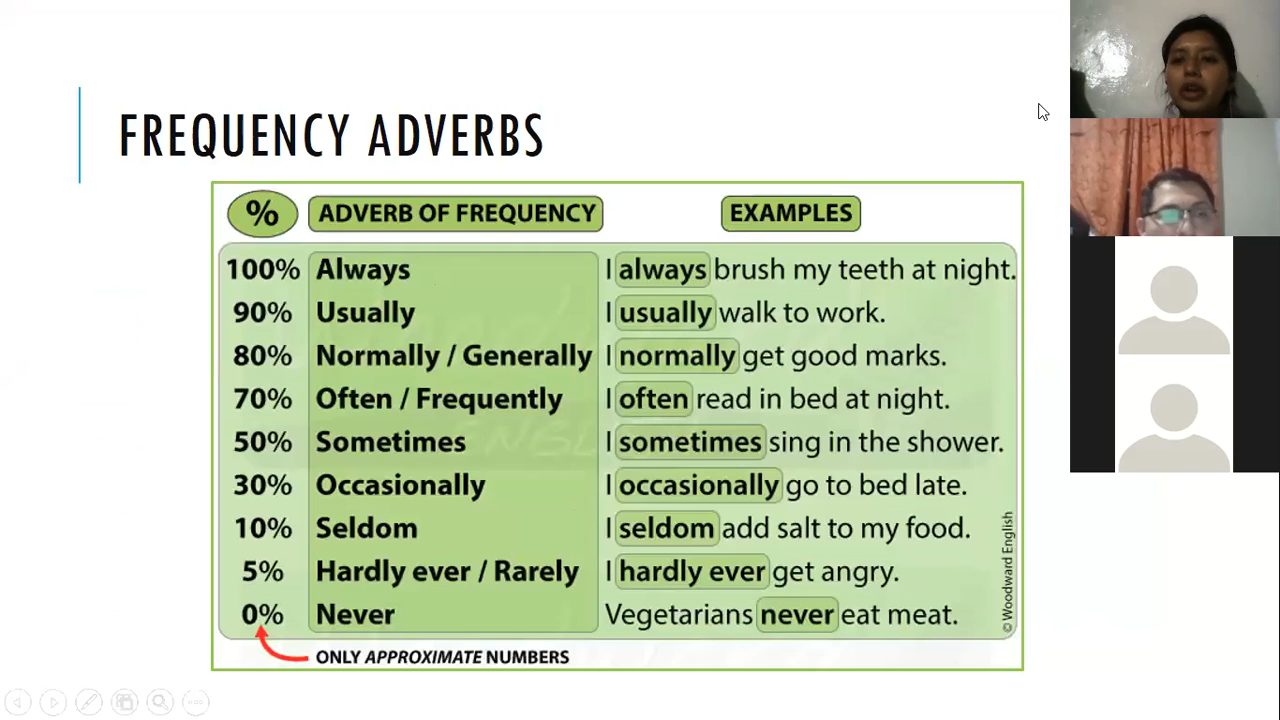 FREQUENCY ADVERBS
% ADVERB OF FREQUENCY EXAMPLES
100% Always I always brush my teeth at night.
90% Usually I usually walk to work.
80% Normally / Generally I normally get good marks.
70% Often / Frequently I often read in bed at night.
50% Sometimes I sometimes sing in the shower.
30% Occasionally I occasionally go to bed late.
10% Seldom I seldom add salt to my food.
5% Hardly ever / Rarely I hardly ever get angry.
0% Never Vegetarians never eat meat.
ONLY APPROXIMATE NUMBERS
© Woodward English